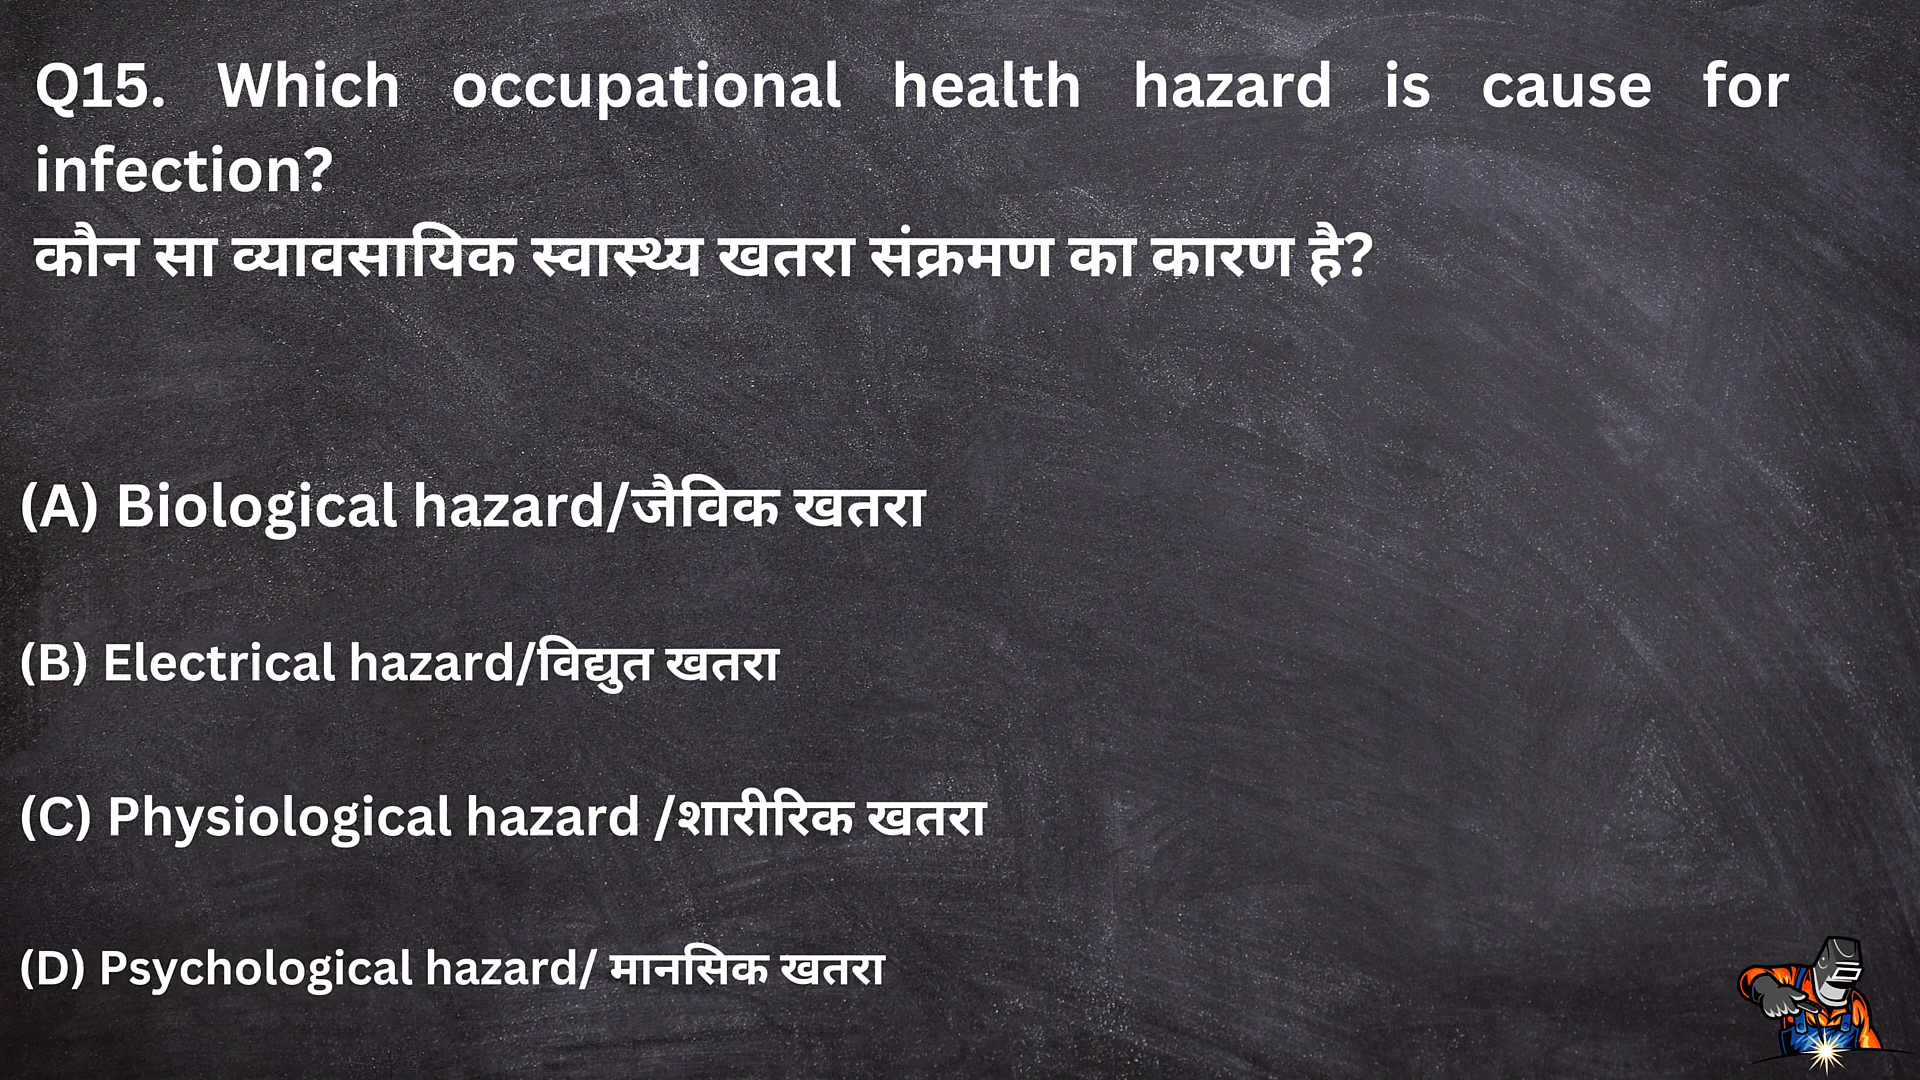 Q15. Which occupational health hazard is cause for
infection?
कौन सा व्यावसायिक स्वास्थ्य खतरा संक्रमण का कारण है?
(A) Biological hazard/जैविक खतरा
(B) Electrical hazard/विद्युत खतरा
(C) Physiological hazard /शारीरिक खतरा
(D) Psychological hazard/ मानसिक खतरा